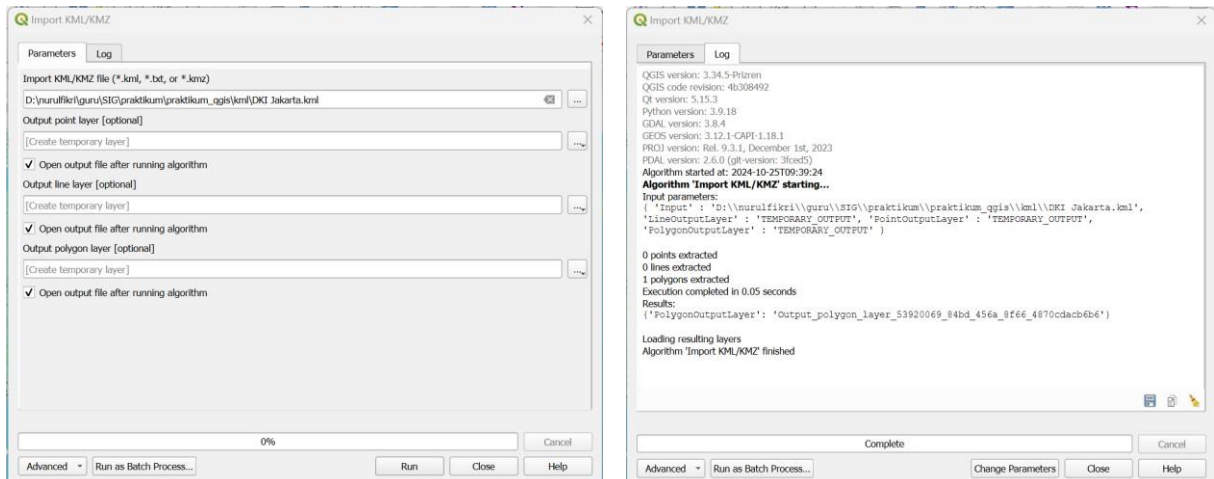 Import KML/KMZ
Parameters Log
Import KML/KMZ file (*.kml, *.txt, or *.kmz)
D:\nurulfikri\guru\SIG\praktikum\praktikum_qgis\kml\DKI Jakarta.kml
...
Output point layer [optional]
[Create temporary layer]
...
Open output file after running algorithm
Output line layer [optional]
[Create temporary layer]
...
Open output file after running algorithm
Output polygon layer [optional]
[Create temporary layer]
...
Open output file after running algorithm
0%
Cancel
Advanced Run as Batch Process... Run Close Help
Import KML/KMZ
Parameters Log
QGIS version: 3.34.5-Prizren
QGIS code revision: 4b308492
Qt version: 5.15.3
Python version: 3.9.18
GDAL version: 3.8.4
GEOS version: 3.12.1-CAPI-1.18.1
PROJ version: Rel. 9.3.1, December 1st, 2023
PDAL version: 2.6.0 (git-version: 3fced5)
Algorithm started at: 2024-10-25T09:39:24
Algorithm 'Import KML/KMZ' starting...
Input parameters:
{ 'Input' : 'D:\\nurulfikri\\guru\\SIG\\praktikum\\praktikum_qgis\\kml\\DKI Jakarta.kml',
'LineOutputLayer' : 'TEMPORARY_OUTPUT', 'PointOutputLayer' : 'TEMPORARY_OUTPUT',
'PolygonOutputLayer' : 'TEMPORARY_OUTPUT' }
0 points extracted
0 lines extracted
1 polygons extracted
Execution completed in 0.05 seconds
Results:
{'PolygonOutputLayer': 'Output_polygon_layer_53920069_84bd_456a_8f66_4870cdacb6b6'}
Loading resulting layers
Algorithm 'Import KML/KMZ' finished
Complete
Cancel
Advanced Run as Batch Process... Change Parameters Close Help